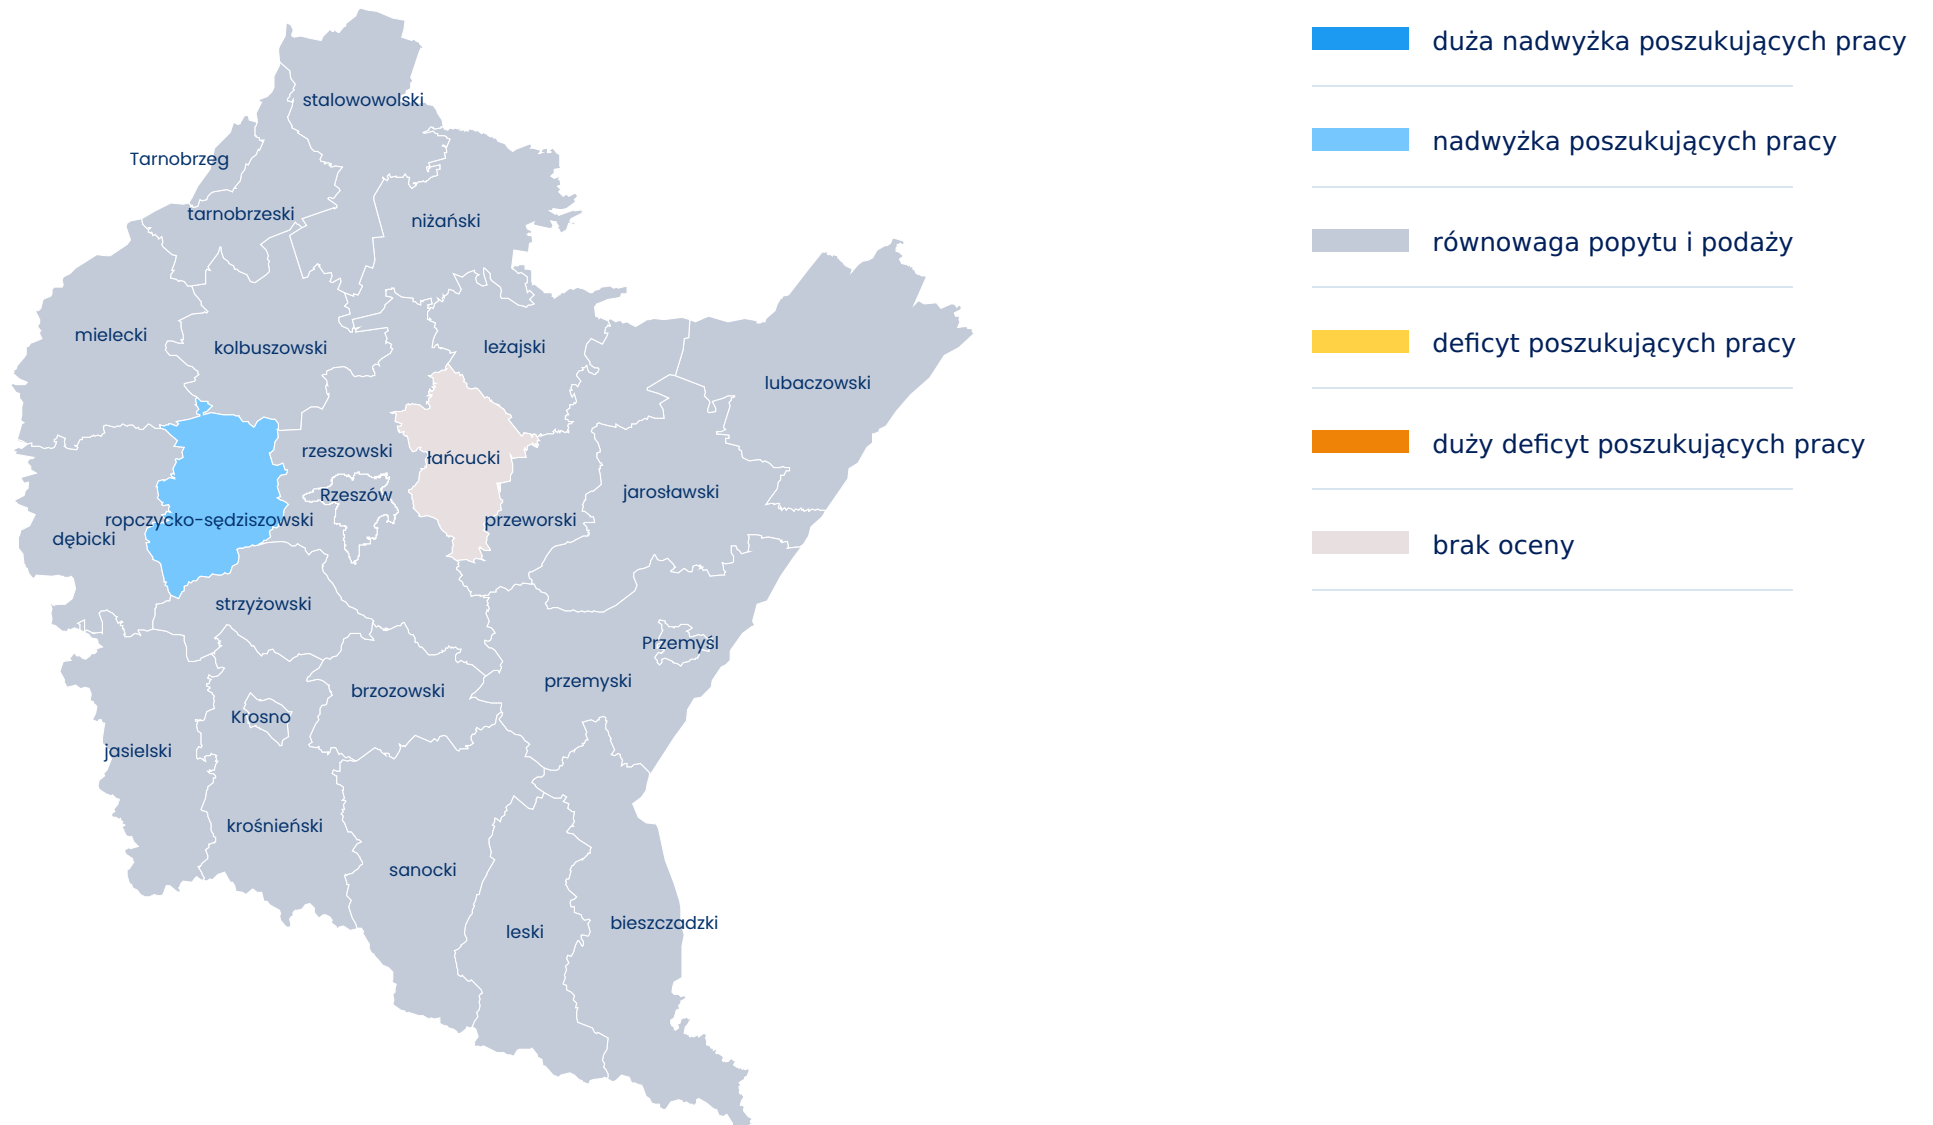 stalowowolski
Tarnobrzeg
tarnobrzeski
niżański
mielecki
kolbuszowski
leżajski
lubaczowski
rzeszowski
łańcucki
Rzeszów
jarosławski
ropczycko-sędziszowski
przeworski
dębicki
strzyżowski
Przemyśl
przemyski
brzozowski
Krosno
jasielski
krośnieński
sanocki
leski
bieszczadzki
duża nadwyżka poszukujących pracy
nadwyżka poszukujących pracy
równowaga popytu i podaży
deficyt poszukujących pracy
duży deficyt poszukujących pracy
brak oceny